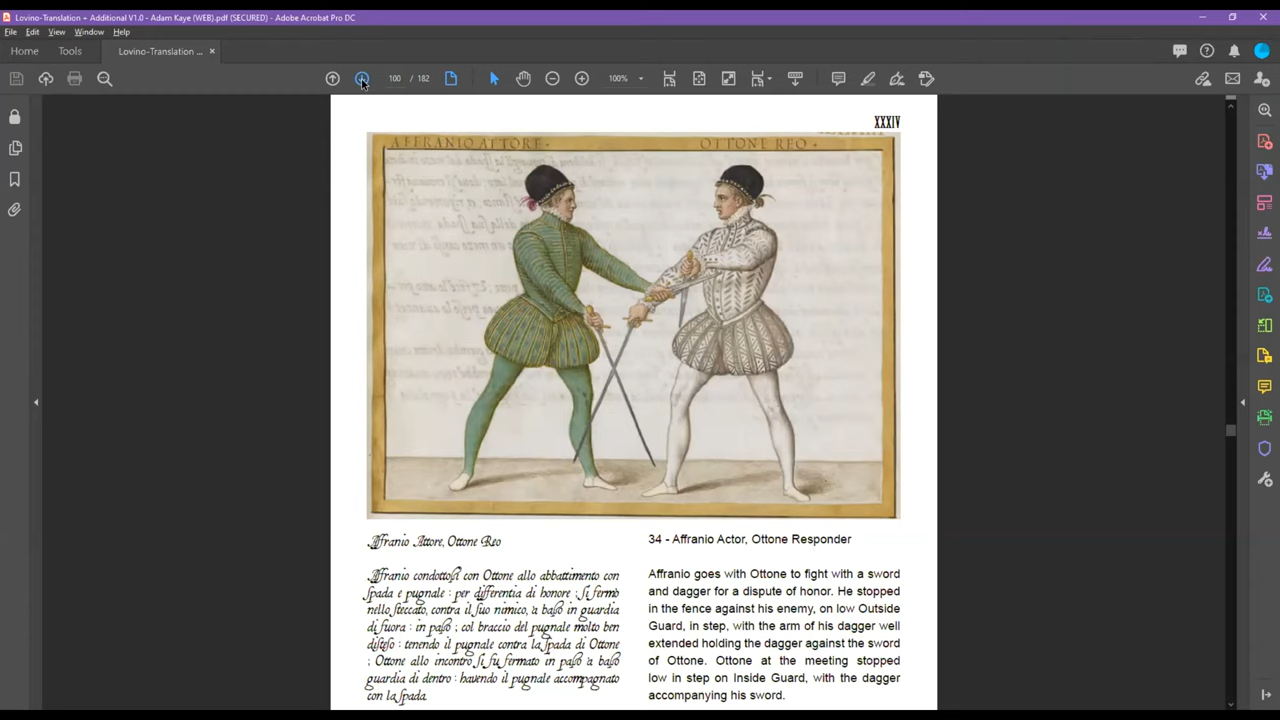 Lovino-Translation + Additional V1.0 - Adam Kaye (WEB).pdf (SECURED) - Adobe Acrobat Pro DC
File Edit View Window Help
Home Tools Lovino-Translation ... ×
100 / 182 100%
XXXIV
AFFRANIO ATTORE· OTTONE REO·
Affranio Attore, Ottone Reo
Affranio condottosi con Ottone allo abbattimento con
spada e pugnale : per differentia di honore ; si fermò
nello steccato, contra il suo nimico, à basso in guardia
di fuora : in passo ; col braccio del pugnale molto ben
disteso : tenendo il pugnale contra la spada di Ottone
; Ottone allo incontro si fu fermato in passo à basso
guardia di dentro : havendo il pugnale accompagnato
con la spada
34 - Affranio Actor, Ottone Responder
Affranio goes with Ottone to fight with a sword
and dagger for a dispute of honor. He stopped
in the fence against his enemy, on low Outside
Guard, in step, with the arm of his dagger well
extended holding the dagger against the sword
of Ottone. Ottone at the meeting stopped
low in step on Inside Guard, with the dagger
accompanying his sword.